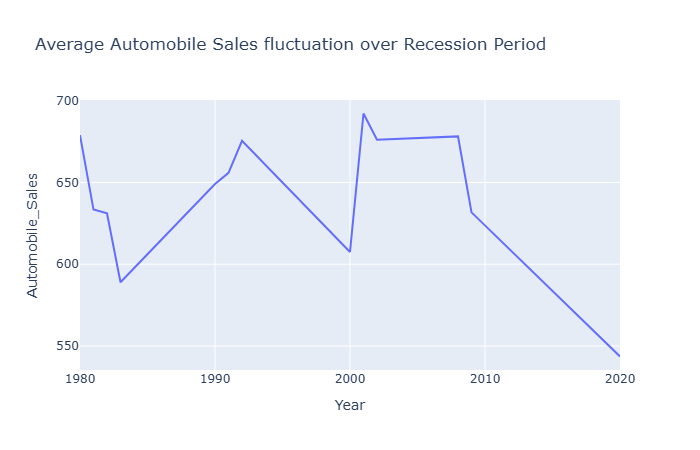 Average Automobile Sales fluctuation over Recession Period
Automobile_Sales
700
650
600
550
1980 1990 2000 2010 2020
Year